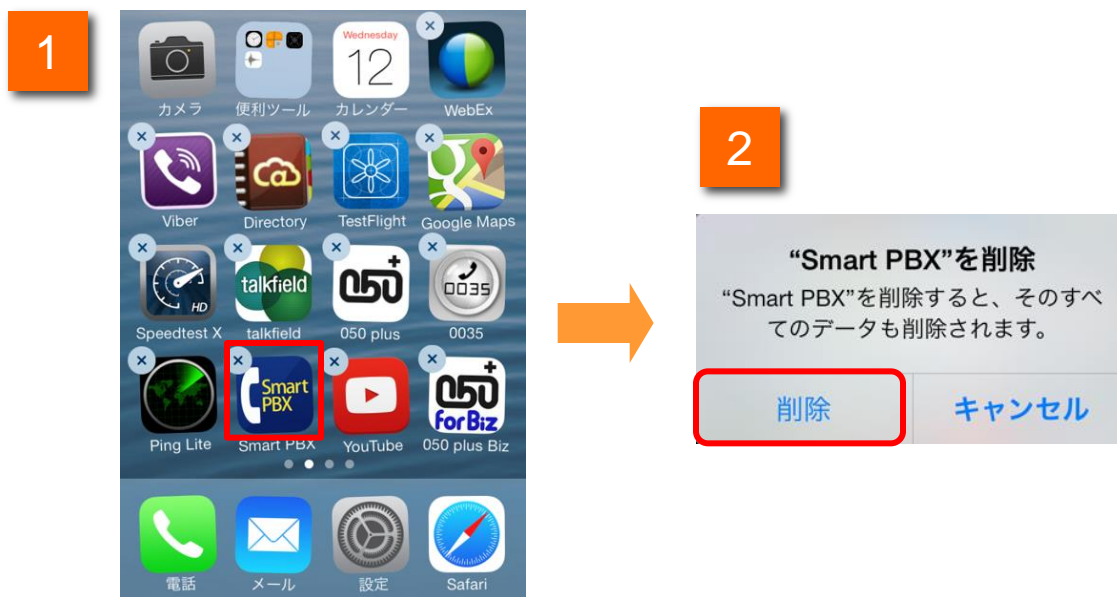 1
Wednesday
12
カメラ 便利ツール カレンダー WebEx
Viber Directory TestFlight Google Maps
HD
talkfield
050+
0035
Speedtest X talkfield 050 plus 0035
Smart
PBX
050+
for Biz
Ping Lite Smart PBX YouTube 050 plus Biz
電話 メール 設定 Safari
2
“Smart PBX”を削除
“Smart PBX”を削除すると、そのすべ
てのデータも削除されます。
削除 キャンセル